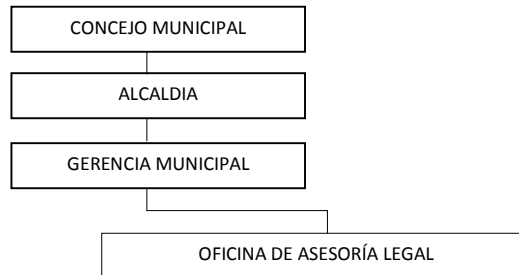 CONCEJO MUNICIPAL
ALCALDIA
GERENCIA MUNICIPAL
OFICINA DE ASESORÍA LEGAL